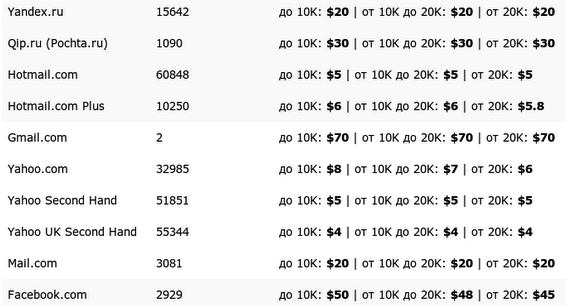 Yandex.ru 15642 до 10K: $20 | от 10K до 20K: $20 | от 20K: $20
Qip.ru (Pochta.ru) 1090 до 10K: $30 | от 10K до 20K: $30 | от 20K: $30
Hotmail.com 60848 до 10K: $5 | от 10K до 20K: $5 | от 20K: $5
Hotmail.com Plus 10250 до 10K: $6 | от 10K до 20K: $6 | от 20K: $5.8
Gmail.com 2 до 10K: $70 | от 10K до 20K: $70 | от 20K: $70
Yahoo.com 32985 до 10K: $8 | от 10K до 20K: $7 | от 20K: $6
Yahoo Second Hand 51851 до 10K: $5 | от 10K до 20K: $5 | от 20K: $5
Yahoo UK Second Hand 55344 до 10K: $4 | от 10K до 20K: $4 | от 20K: $4
Mail.com 3081 до 10K: $20 | от 10K до 20K: $20 | от 20K: $20
Facebook.com 2929 до 10K: $50 | от 10K до 20K: $48 | от 20K: $45